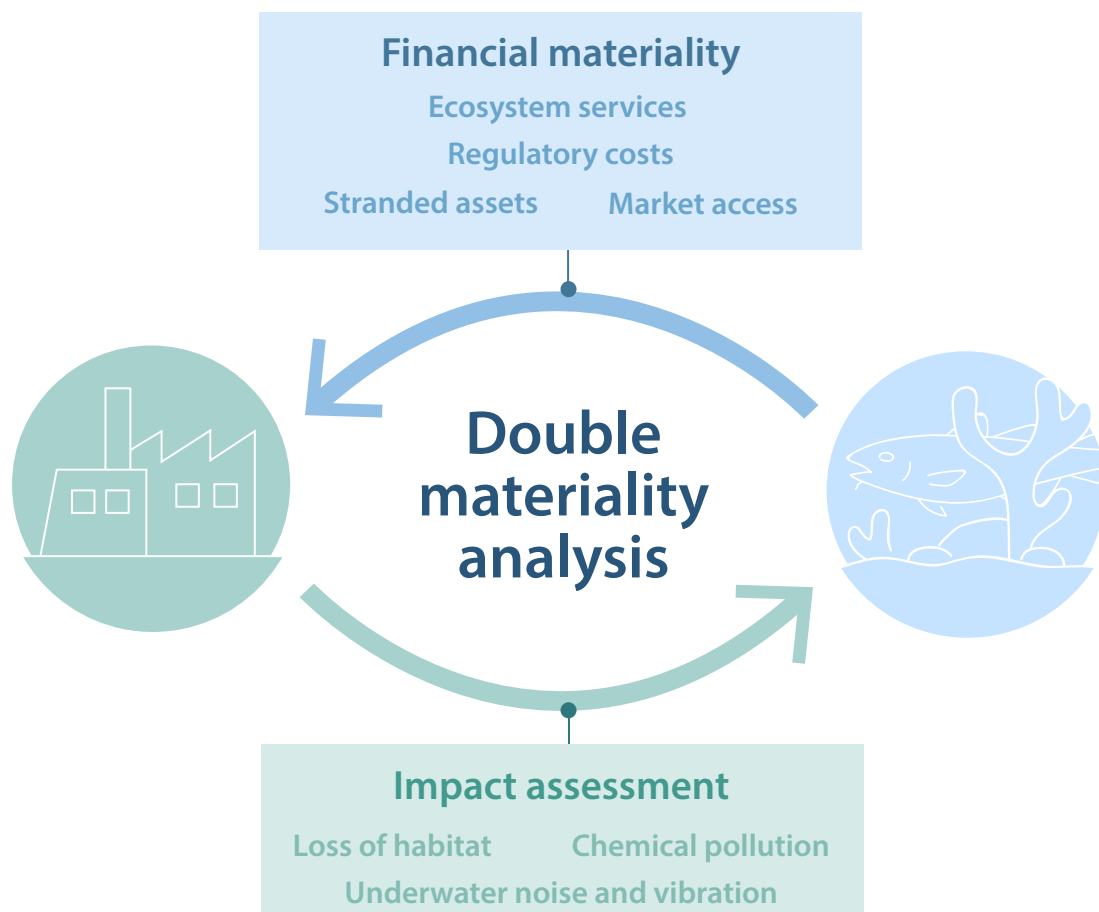 Financial materiality
Ecosystem services
Regulatory costs
Stranded assets Market access
Double
materiality
analysis
Impact assessment
Loss of habitat Chemical pollution
Underwater noise and vibration